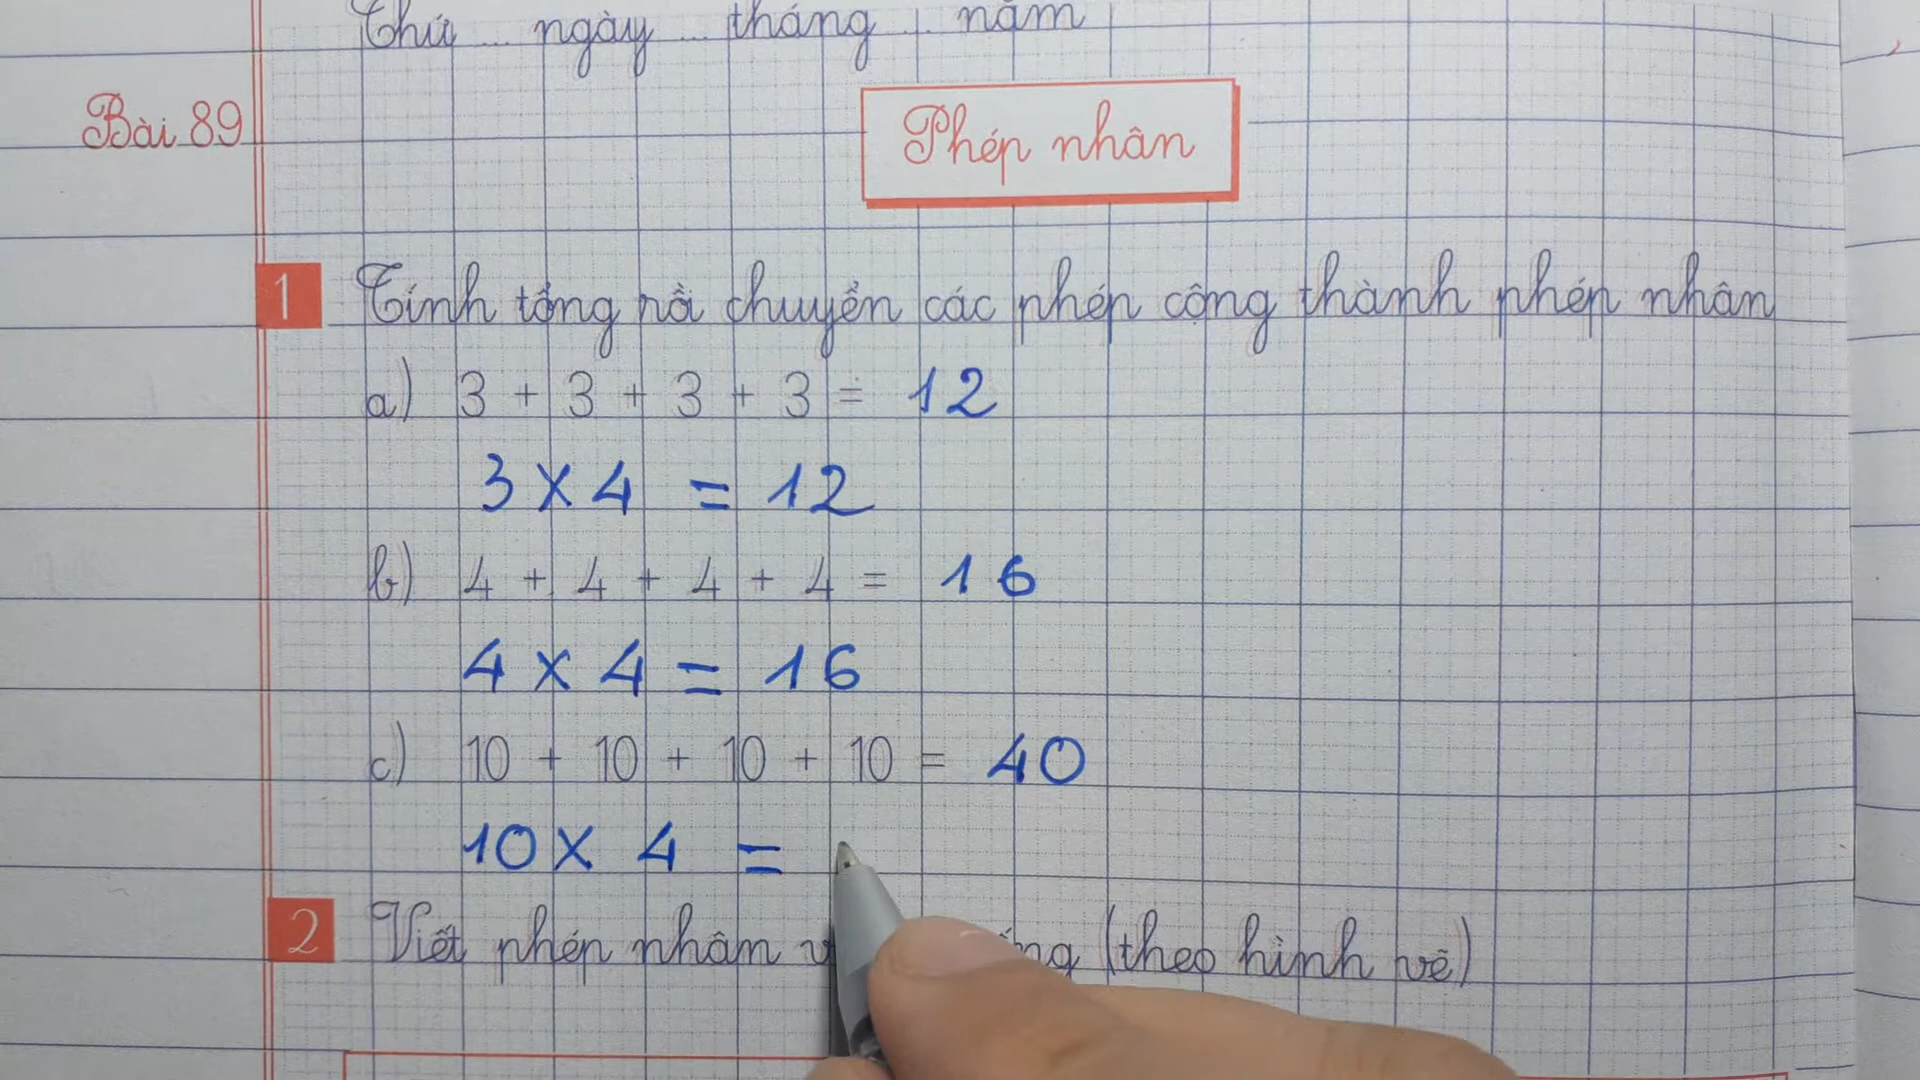 Thứ ... ngày ... tháng ... năm
Bài 89
Phép nhân
1 Tính tổng rồi chuyển các phép cộng thành phép nhân
a) 3 + 3 + 3 + 3 = 12
3 x 4 = 12
b) 4 + 4 + 4 + 4 = 16
4 x 4 = 16
c) 10 + 10 + 10 + 10 = 40
10 x 4 =
2 Viết phép nhân (theo hình vẽ)